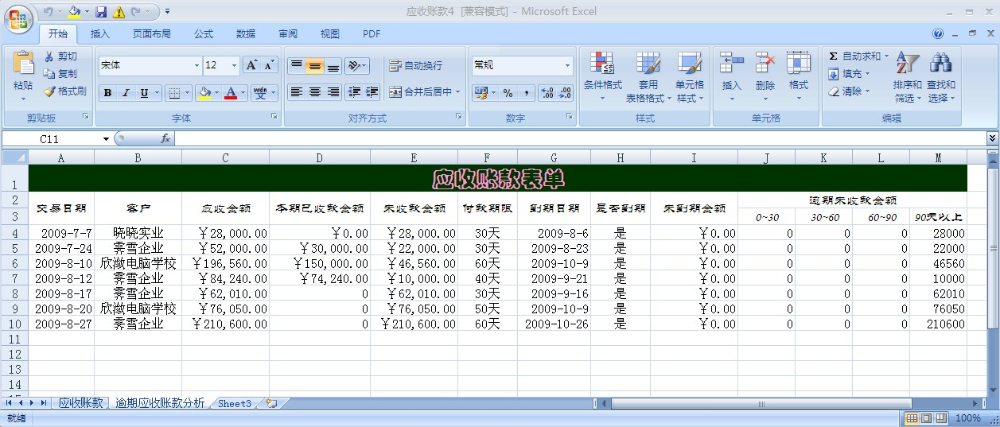 应收账款4 [兼容模式] - Microsoft Excel
开始 插入 页面布局 公式 数据 审阅 视图 PDF
粘贴 剪切 复制 格式刷 剪贴板
宋体 12 A A B I U A wén 文 字体
自动换行 合并后居中 对齐方式
常规 % , 数字
条件格式 套用表格格式 单元格样式 样式
插入 删除 格式 单元格
Σ 自动求和 填充 清除 排序和筛选 查找和选择 编辑
C11 fx
A B C D E F G H I J K L M
1 应收账款表单
2 交易日期 客户 应收金额 本期已收款金额 未收款金额 付款期限 到期日期 是否到期 未到期金额 逾期未收款金额
3 0~30 30~60 60~90 90天以上
4 2009-7-7 晓晓实业 ￥28,000.00 ￥0.00 ￥28,000.00 30天 2009-8-6 是 ￥0.00 0 0 0 28000
5 2009-7-24 霁雪企业 ￥52,000.00 ￥30,000.00 ￥22,000.00 30天 2009-8-23 是 ￥0.00 0 0 0 22000
6 2009-8-10 欣潋电脑学校 ￥196,560.00 ￥150,000.00 ￥46,560.00 60天 2009-10-9 是 ￥0.00 0 0 0 46560
7 2009-8-12 霁雪企业 ￥84,240.00 ￥74,240.00 ￥10,000.00 40天 2009-9-21 是 ￥0.00 0 0 0 10000
8 2009-8-17 霁雪企业 ￥62,010.00 0 ￥62,010.00 30天 2009-9-16 是 ￥0.00 0 0 0 62010
9 2009-8-20 欣潋电脑学校 ￥76,050.00 0 ￥76,050.00 50天 2009-10-9 是 ￥0.00 0 0 0 76050
10 2009-8-27 霁雪企业 ￥210,600.00 0 ￥210,600.00 60天 2009-10-26 是 ￥0.00 0 0 0 210600
11
12
13
14
应收账款 逾期应收账款分析 Sheet3
就绪 100%